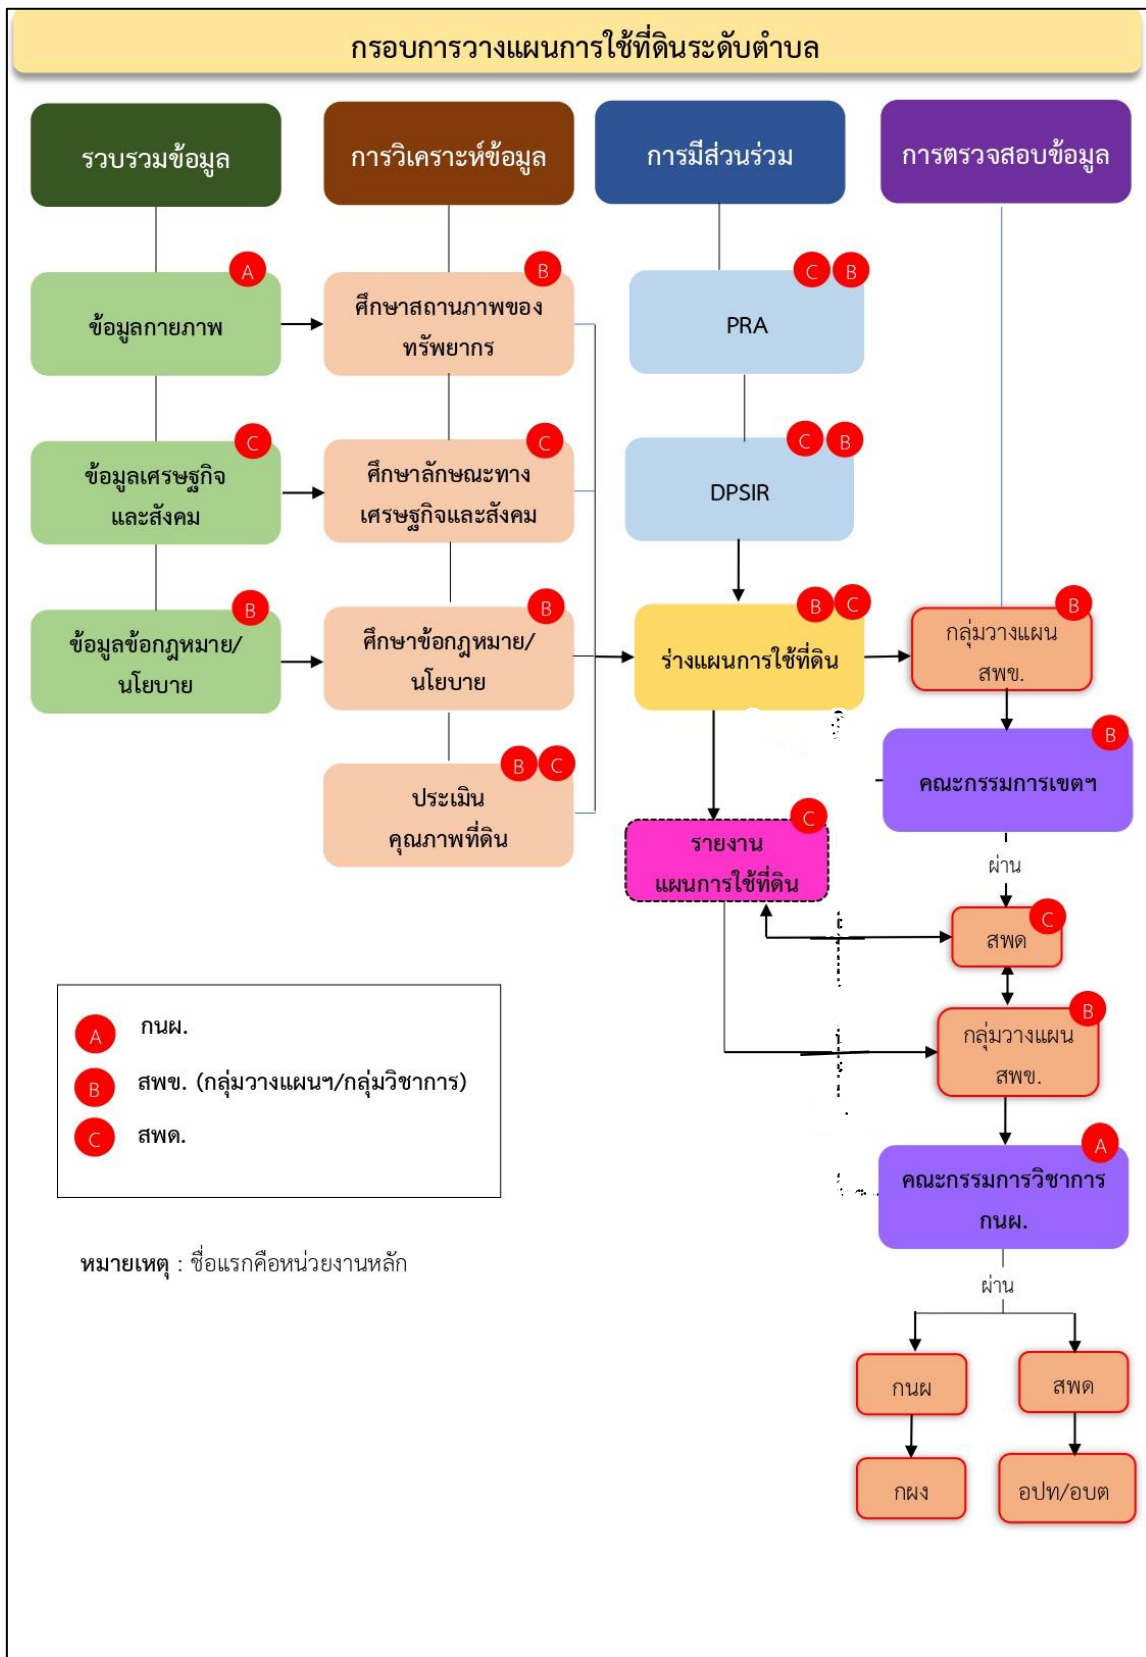 กรอบการวางแผนการใช้ที่ดินระดับตำบล
รวบรวมข้อมูล
การวิเคราะห์ข้อมูล
การมีส่วนร่วม
การตรวจสอบข้อมูล
A
ข้อมูลกายภาพ
B
ศึกษาสถานภาพของ
ทรัพยากร
C B
PRA
C
ข้อมูลเศรษฐกิจ
และสังคม
C
ศึกษาลักษณะทาง
เศรษฐกิจและสังคม
C B
DPSIR
B
ข้อมูลข้อกฎหมาย/
นโยบาย
B
ศึกษาข้อกฎหมาย/
นโยบาย
B C
ร่างแผนการใช้ที่ดิน
B
กลุ่มวางแผน
สพข.
B C
ประเมิน
คุณภาพที่ดิน
B
คณะกรรมการเขตฯ
C
รายงาน
แผนการใช้ที่ดิน
ผ่าน
C
สพด
B
กลุ่มวางแผน
สพข.
A กนผ.
B สพข. (กลุ่มวางแผนฯ/กลุ่มวิชาการ)
C สพด.
A
คณะกรรมการวิชาการ
กนผ.
หมายเหตุ : ชื่อแรกคือหน่วยงานหลัก
ผ่าน
กนผ
สพด
กผง
อปท/อบต